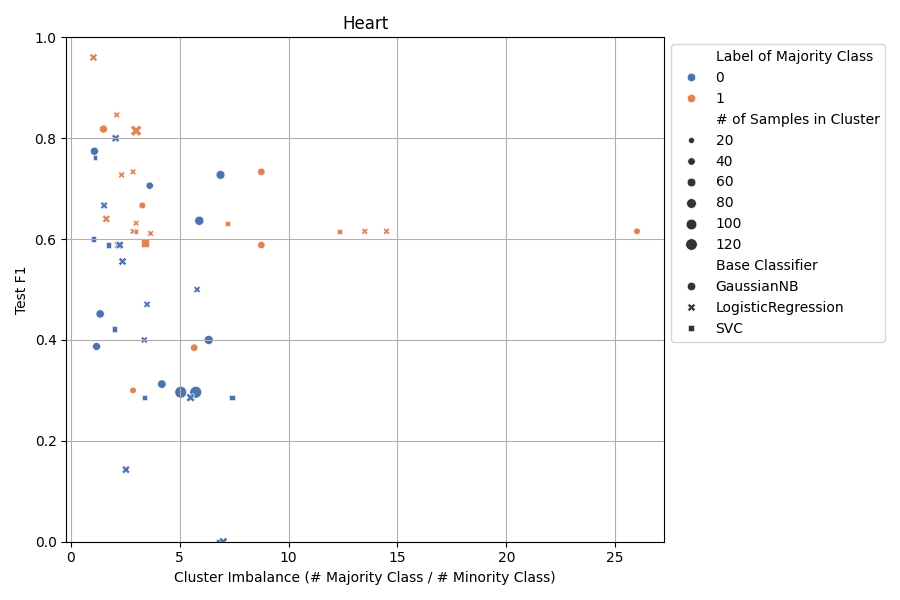 Heart
Test F1
1.0
0.8
0.6
0.4
0.2
0.0
0
5
10
15
20
25
Cluster Imbalance (# Majority Class / # Minority Class)
Label of Majority Class
0
1
# of Samples in Cluster
20
40
60
80
100
120
Base Classifier
GaussianNB
LogisticRegression
SVC